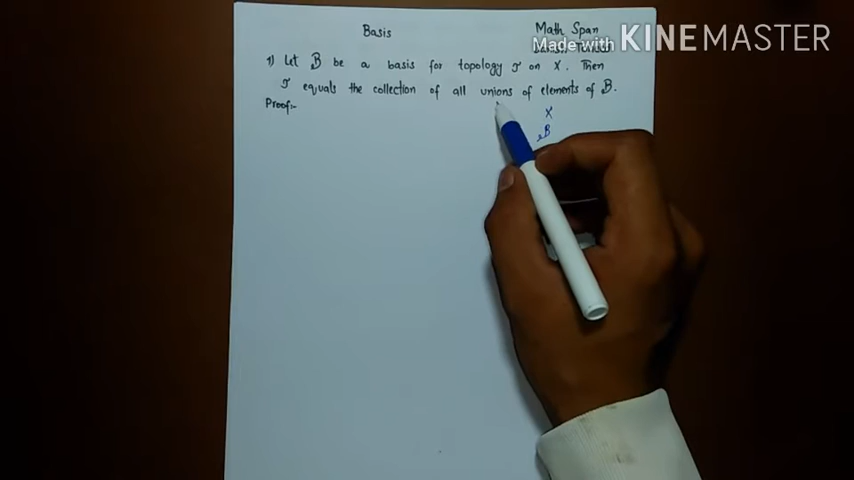 Basis
Math Span
Made with KINEMASTER
1) Let B be a basis for topology T on X. Then
T equals the collection of all unions of elements of B.
Proof:-
X
B